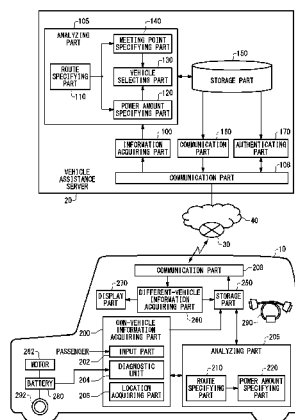 105
140
ANALYZING
PART
MEETING POINT
SPECIFYING PART
130
150
ROUTE
SPECIFYING
PART
VEHICLE
SELECTING PART
STORAGE PART
120
110
POWER AMOUNT
SPECIFYING PART
100
160
170
INFORMATION
ACQUIRING PART
COMMUNICATION
PART
AUTHENTICATING
PART
108
COMMUNICATION PART
VEHICLE
ASSISTANCE
SERVER
20
40
30
10
COMMUNICATION PART
208
230
250
DISPLAY
PART
DIFFERENT-VEHICLE
INFORMATION
ACQUIRING PART
STORAGE
PART
260
290
200
OWN-VEHICLE
INFORMATION
ACQUIRING PART
205
202
PASSENGER
INPUT PART
ANALYZING PART
282
MOTOR
204
DIAGNOSTIC
UNIT
210
220
BATTERY
206
ROUTE
SPECIFYING
PART
POWER AMOUNT
SPECIFYING PART
292
280
LOCATION
ACQUIRING PART